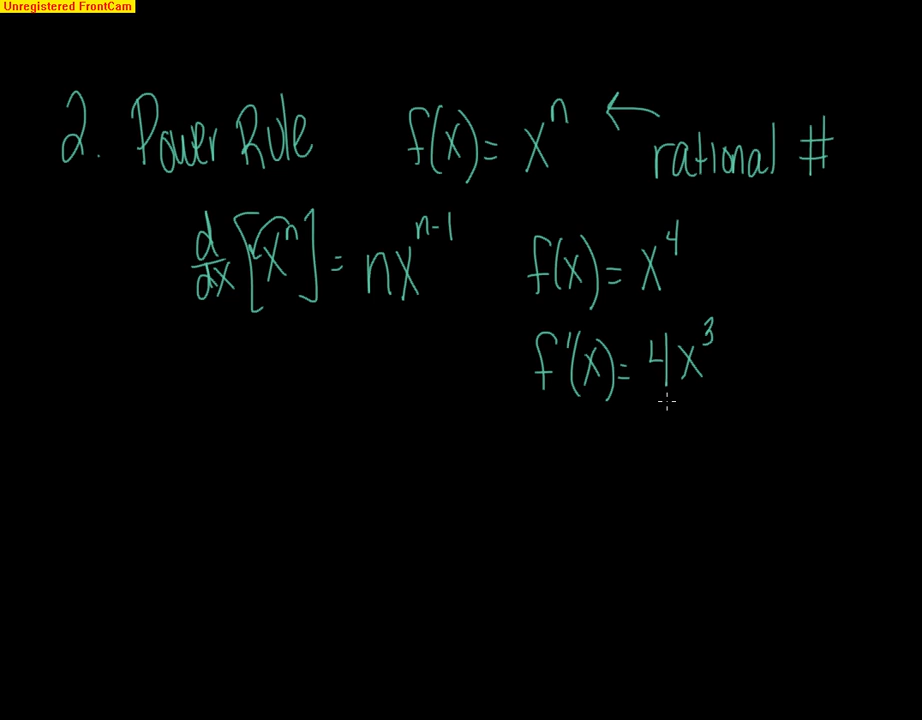 Unregistered FrontCam
2. Power Rule f(x) = x^n ← rational #
d/dx [x^n] = nx^{n-1} f(x) = x^4
f'(x) = 4x^3